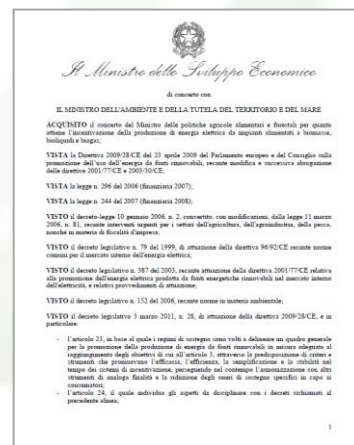 Il Ministro dello Sviluppo Economico
di concerto con
IL MINISTRO DELL'AMBIENTE E DELLA TUTELA DEL TERRITORIO E DEL MARE
ACQUISITO il concerto del Ministro delle politiche agricole alimentari e forestali per quanto
attiene l'incentivazione della produzione di energia elettrica da impianti alimentati a biomasse,
bioliquidi e biogas;
VISTA la Direttiva 2009/28/CE del 23 aprile 2009 del Parlamento europeo e del Consiglio sulla
promozione dell'uso dell'energia da fonti rinnovabili, recante modifica e successiva abrogazione
delle direttive 2001/77/CE e 2003/30/CE;
VISTA la legge n. 296 del 2006 (finanziaria 2007);
VISTA la legge n. 244 del 2007 (finanziaria 2008);
VISTO il decreto-legge 10 gennaio 2006, n. 2, convertito, con modificazioni, dalla legge 11 marzo
2006, n. 81, recante interventi urgenti per i settori dell'agricoltura, dell'agroindustria, della pesca,
nonché in materia di fiscalità d'impresa;
VISTO il decreto legislativo n. 79 del 1999, di attuazione della direttiva 96/92/CE recante norme
comuni per il mercato interno dell'energia elettrica;
VISTO il decreto legislativo n. 387 del 2003, recante attuazione della direttiva 2001/77/CE relativa
alla promozione dell'energia elettrica prodotta da fonti energetiche rinnovabili nel mercato interno
dell'elettricità, e relativi provvedimenti di attuazione;
VISTO il decreto legislativo n. 152 del 2006, recante norme in materia ambientale;
VISTO il decreto legislativo 3 marzo 2011, n. 28, di attuazione della direttiva 2009/28/CE, e in
particolare:
- l'articolo 23, in base al quale i regimi di sostegno sono volti a delineare un quadro generale
per la promozione della produzione di energia da fonti rinnovabili in misura adeguata al
raggiungimento degli obiettivi di cui all'articolo 3, attraverso la predisposizione di criteri e
strumenti che promuovano l'efficacia, l'efficienza, la semplificazione e la stabilità nel
tempo dei sistemi di incentivazione, perseguendo nel contempo l'armonizzazione con altri
strumenti di analoga finalità e la riduzione degli oneri di sostegno specifici in capo ai
consumatori;
- l'articolo 24, il quale individua gli aspetti da disciplinare con i decreti richiamati al
precedente alinea;
1